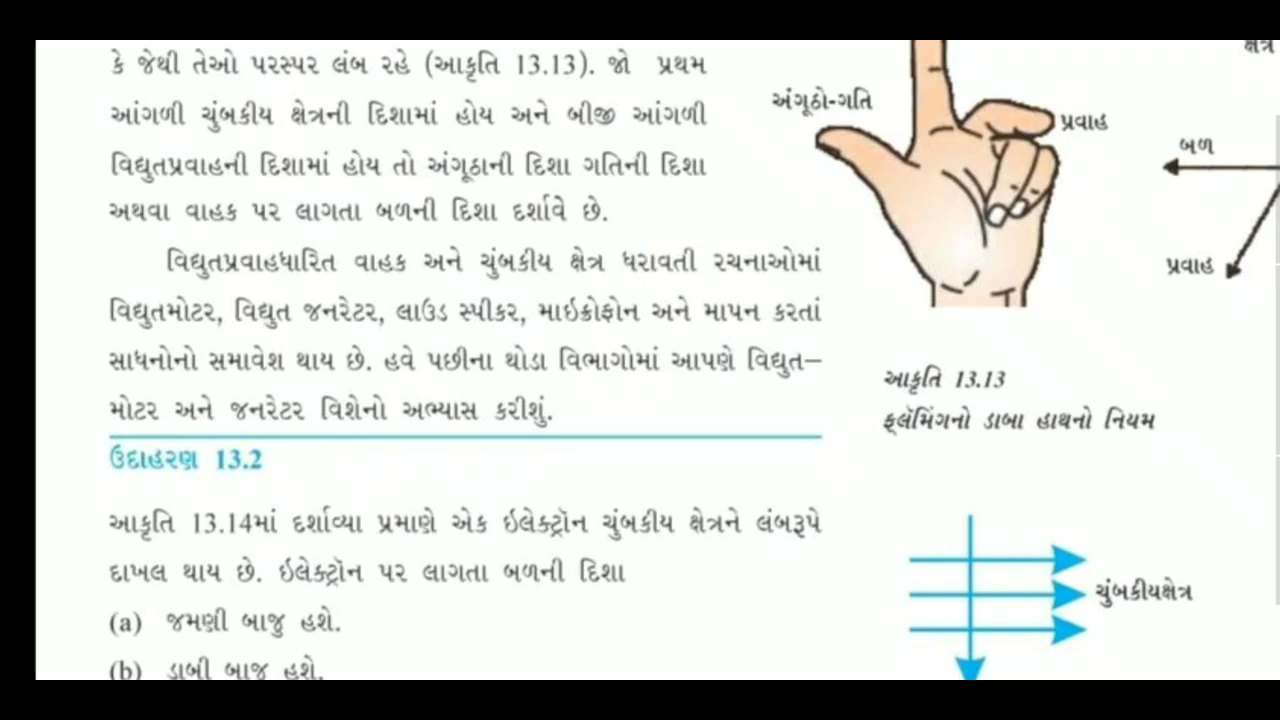 કે જેથી તેઓ પરસ્પર લંબ રહે (આકૃતિ 13.13). જો પ્રથમ
આંગળી ચુંબકીય ક્ષેત્રની દિશામાં હોય અને બીજી આંગળી
વિદ્યુતપ્રવાહની દિશામાં હોય તો અંગૂઠાની દિશા ગતિની દિશા
અથવા વાહક પર લાગતા બળની દિશા દર્શાવે છે.
વિદ્યુતપ્રવાહધારિત વાહક અને ચુંબકીય ક્ષેત્ર ધરાવતી રચનાઓમાં
વિદ્યુતમોટર, વિદ્યુત જનરેટર, લાઉડ સ્પીકર, માઇક્રોફોન અને માપન કરતાં
સાધનોનો સમાવેશ થાય છે. હવે પછીના થોડા વિભાગોમાં આપણે વિદ્યુત–
મોટર અને જનરેટર વિશેનો અભ્યાસ કરીશું.
ઉદાહરણ 13.2
આકૃતિ 13.14માં દર્શાવ્યા પ્રમાણે એક ઇલેક્ટ્રૉન ચુંબકીય ક્ષેત્રને લંબરૂપે
દાખલ થાય છે. ઇલેક્ટ્રૉન પર લાગતા બળની દિશા
(a) જમણી બાજુ હશે.
(b) ડાબી બાજુ હશે.
ક્ષેત્ર
અંગૂઠો-ગતિ
પ્રવાહ
બળ
પ્રવાહ
આકૃતિ 13.13
ફ્લૅમિંગનો ડાબા હાથનો નિયમ
ચુંબકીયક્ષેત્ર